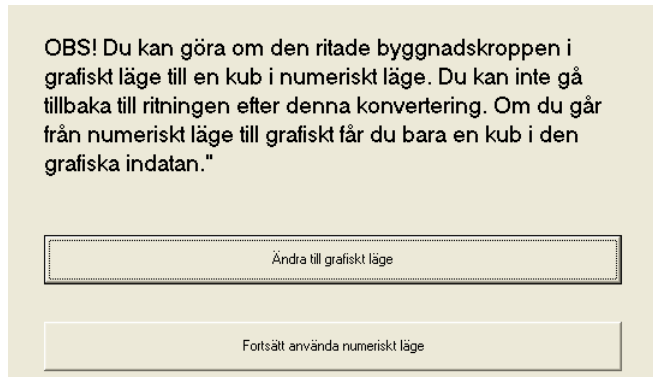 OBS! Du kan göra om den ritade byggnadskroppen i
grafiskt läge till en kub i numeriskt läge. Du kan inte gå
tillbaka till ritningen efter denna konvertering. Om du går
från numeriskt läge till grafiskt får du bara en kub i den
grafiska indatan."
Ändra till grafiskt läge
Fortsätt använda numeriskt läge